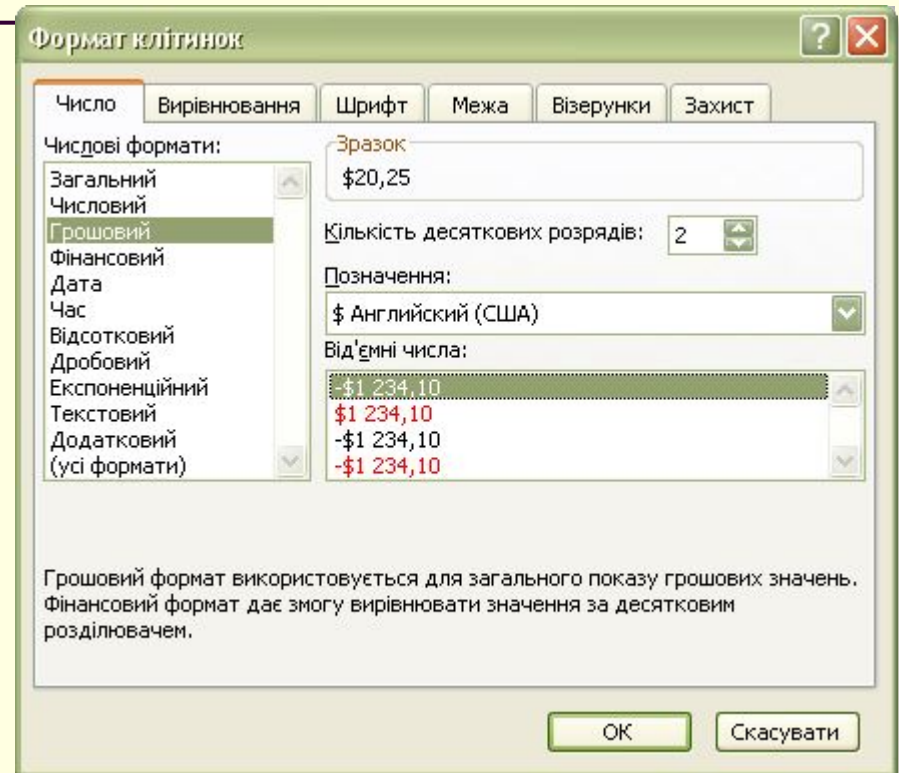 Формат клітинок
Число Вирівнювання Шрифт Межа Візерунки Захист
Числові формати:
Загальний
Числовий
Грошовий
Фінансовий
Дата
Час
Відсотковий
Дробовий
Експоненційний
Текстовий
Додатковий
(усі формати)
Зразок
$20,25
Кількість десяткових розрядів: 2
Позначення:
$ Английский (США)
Від'ємні числа:
-$1 234,10
$1 234,10
-$1 234,10
-$1 234,10
Грошовий формат використовується для загального показу грошових значень.
Фінансовий формат дає змогу вирівнювати значення за десятковим
розділювачем.
ОК Скасувати